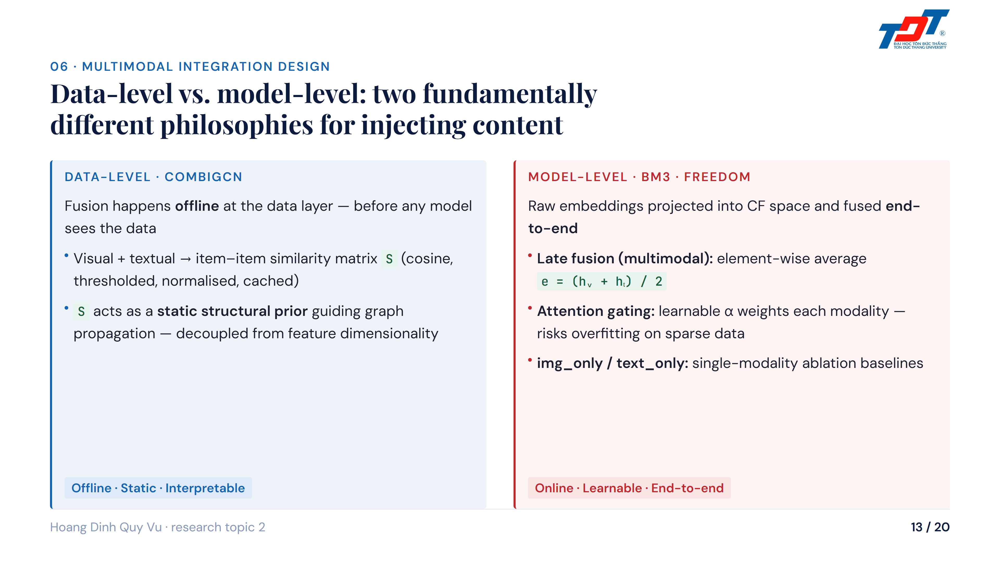 TDT®
ĐẠI HỌC TÔN ĐỨC THẮNG
TON DUC THANG UNIVERSITY
06 · MULTIMODAL INTEGRATION DESIGN
Data-level vs. model-level: two fundamentally
different philosophies for injecting content
DATA-LEVEL · COMBIGCN
Fusion happens offline at the data layer — before any model
sees the data
• Visual + textual → item–item similarity matrix S (cosine,
thresholded, normalised, cached)
• S acts as a static structural prior guiding graph
propagation — decoupled from feature dimensionality
Offline · Static · Interpretable
MODEL-LEVEL · BM3 · FREEDOM
Raw embeddings projected into CF space and fused end-
to-end
• Late fusion (multimodal): element-wise average
e = (hᵥ + hₜ) / 2
• Attention gating: learnable α weights each modality —
risks overfitting on sparse data
• img_only / text_only: single-modality ablation baselines
Online · Learnable · End-to-end
Hoang Dinh Quy Vu · research topic 2
13 / 20